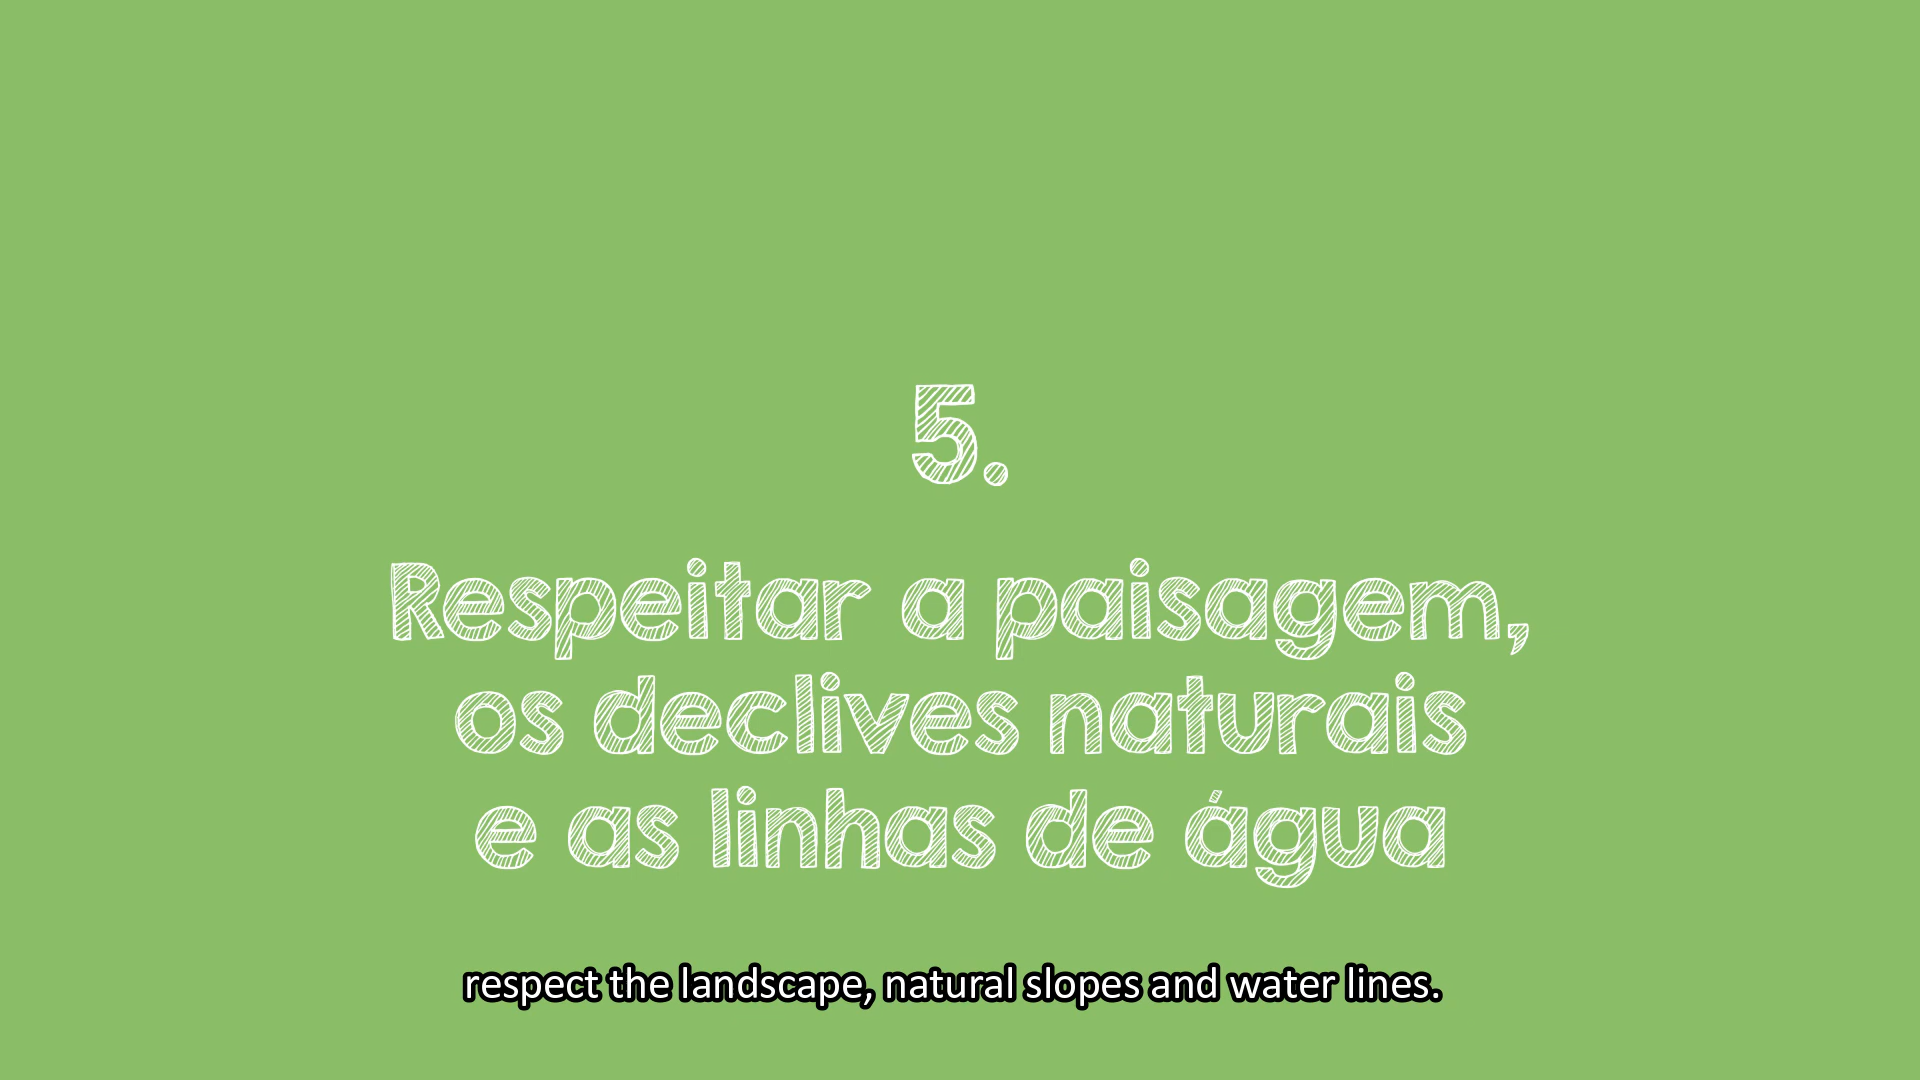 5.
Respeitar a paisagem,
os declives naturais
e as linhas de água
respect the landscape, natural slopes and water lines.